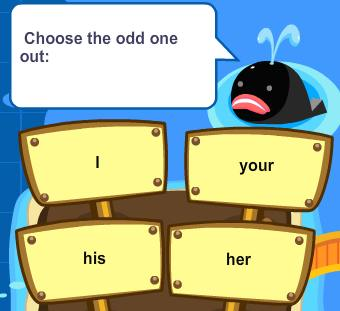 Choose the odd one
out:
I
your
his
her